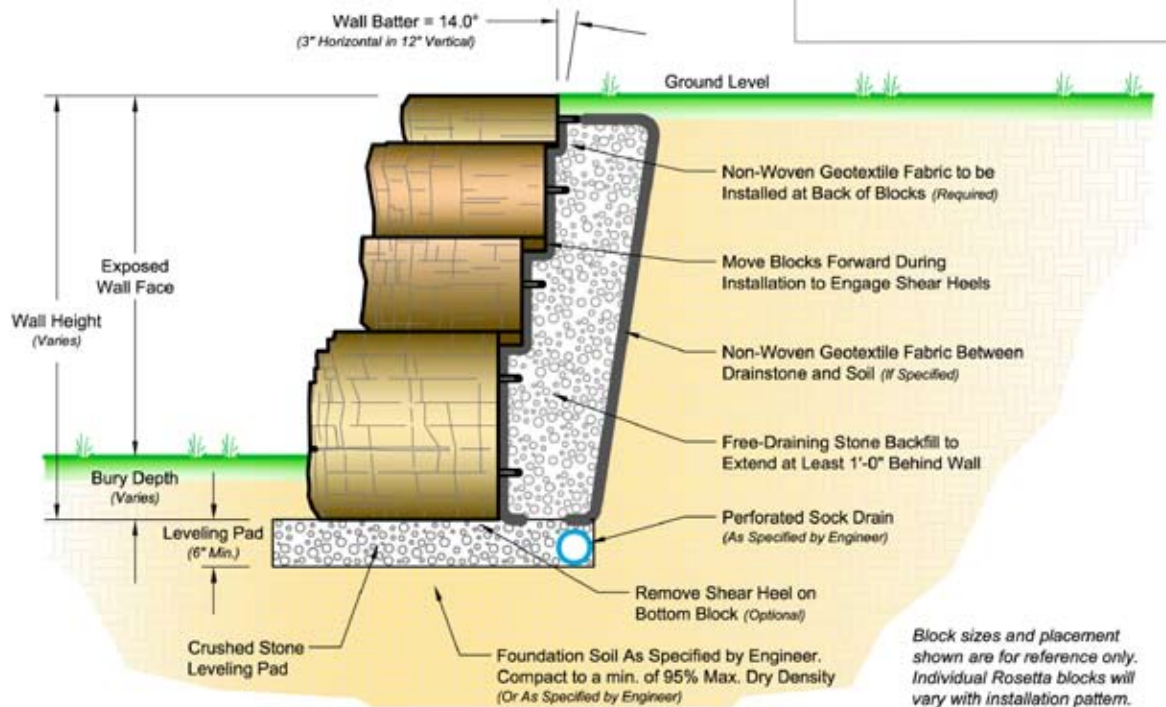 Wall Batter = 14.0°
(3" Horizontal in 12" Vertical)
Ground Level
Non-Woven Geotextile Fabric to be
Installed at Back of Blocks (Required)
Move Blocks Forward During
Installation to Engage Shear Heels
Exposed
Wall Face
Wall Height
(Varies)
Non-Woven Geotextile Fabric Between
Drainstone and Soil (If Specified)
Free-Draining Stone Backfill to
Extend at Least 1'-0" Behind Wall
Bury Depth
(Varies)
Leveling Pad
(6" Min.)
Perforated Sock Drain
(As Specified by Engineer)
Remove Shear Heel on
Bottom Block (Optional)
Crushed Stone
Leveling Pad
Foundation Soil As Specified by Engineer.
Compact to a min. of 95% Max. Dry Density
(Or As Specified by Engineer)
Block sizes and placement
shown are for reference only.
Individual Rosetta blocks will
vary with installation pattern.